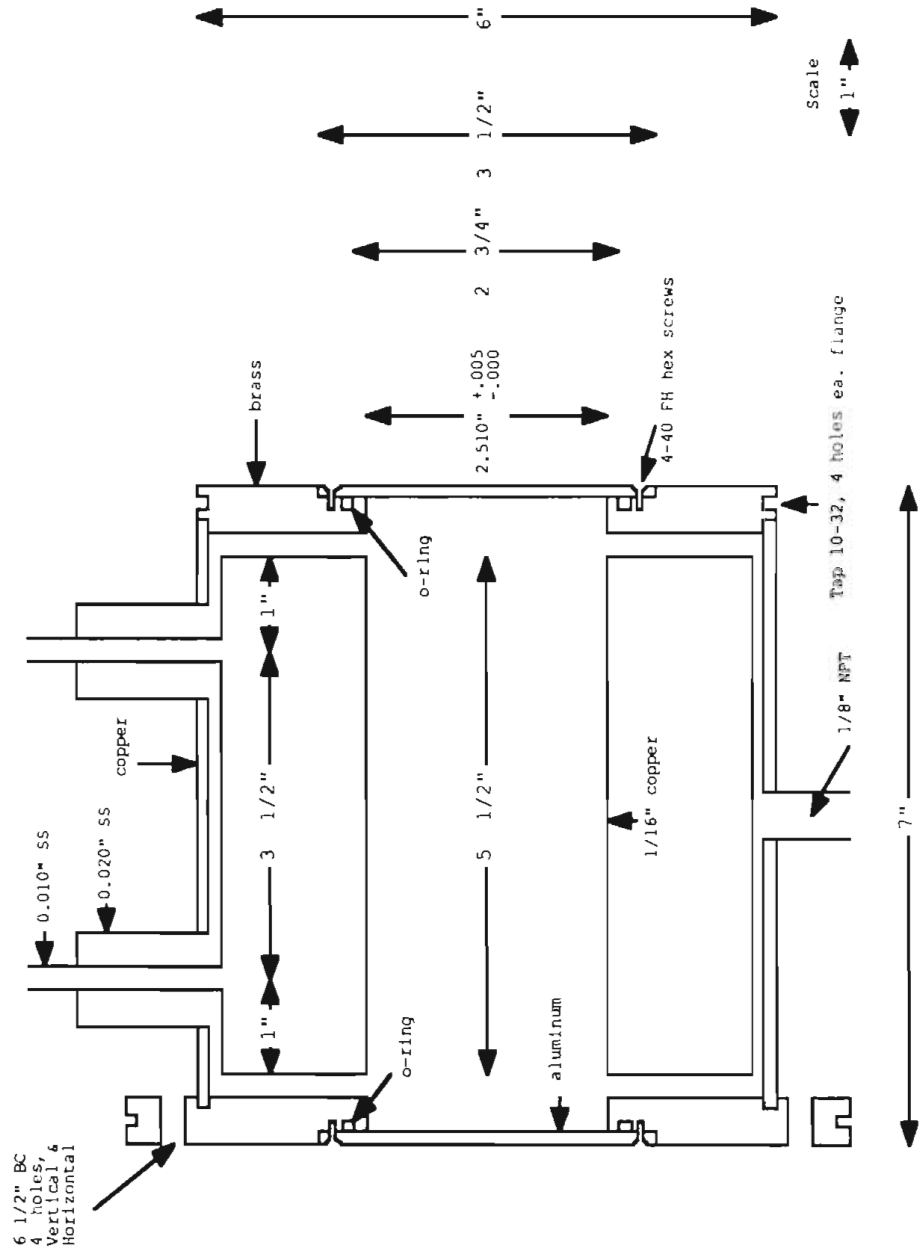 6 1/2" BC
4 holes,
Vertical &
Horizontal
0.010" SS
0.020" SS
copper
brass
1"
3 1/2"
1"
o-ring
o-ring
5 1/2"
aluminum
1/16" copper
2.510" +.005
-.000
2 3/4"
3 1/2"
6"
4-40 FH hex screws
Tap 10-32, 4 holes ea. flange
1/8" NPT
7"
Scale
1"